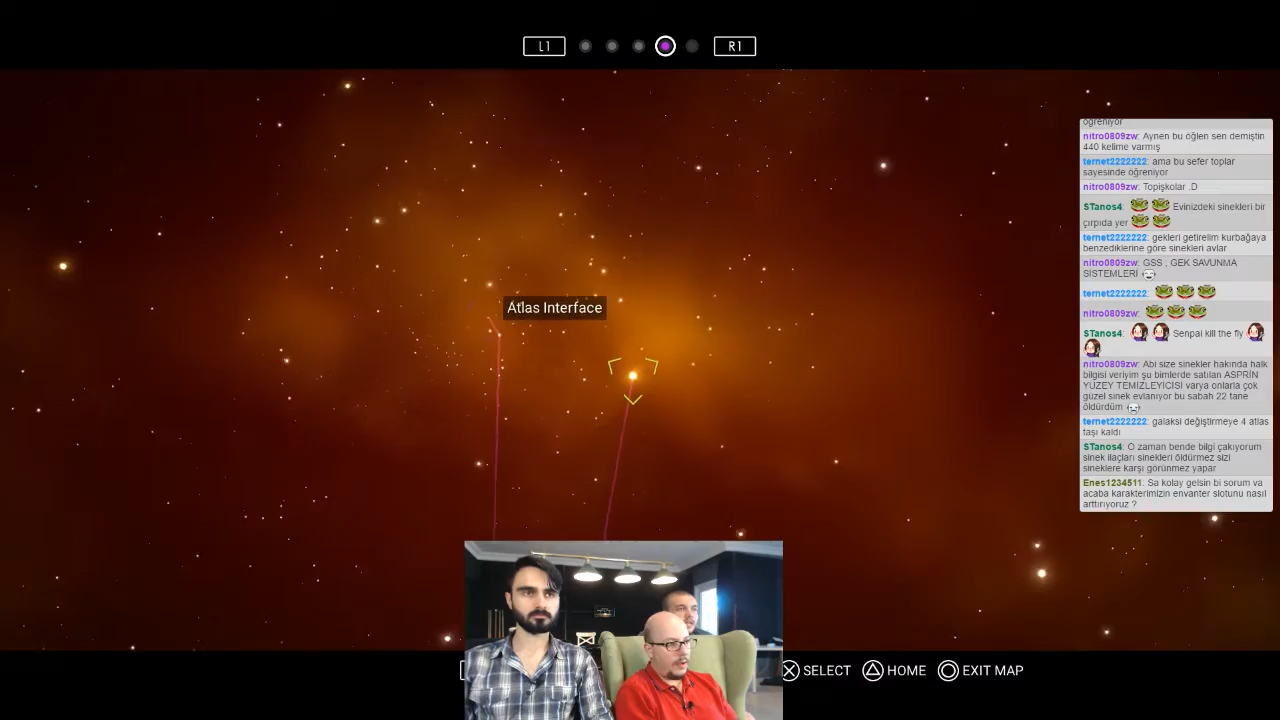 L1
R1
Atlas Interface
öğreniyor
nitro0809zw: Aynen bu öğlen sen demiştin
440 kelime varmış
ternet2222222: ama bu sefer toplar
sayesinde öğreniyor
nitro0809zw: Topişkolar .D
STanos4: Evinizdeki sinekleri bir
çırpıda yer
ternet2222222: gekleri getirelim kurbağaya
benzediklerine göre sinekleri avlar
nitro0809zw: GSS , GEK SAVUNMA
SİSTEMLERİ
ternet2222222:
nitro0809zw:
STanos4: Senpai kill the fly
nitro0809zw: Abi size sinekler hakında halk
bilgisi veriyim şu bimlerde satılan ASPRİN
YÜZEY TEMİZLEYİCİSİ varya onlarla çok
güzel sinek evlanıyor bu sabah 22 tane
öldürdüm
ternet2222222: galaksi değiştirmeye 4 atlas
taşı kaldı
STanos4: O zaman bende bilgi çakıyorum
sinek ilaçları sinekleri öldürmez sizi
sineklere karşı görünmez yapar
Enes1234511: Sa kolay gelsin bi sorum va
acaba karakterimizin envanter slotunu nasıl
arttırıyoruz ?
SELECT
HOME
EXIT MAP